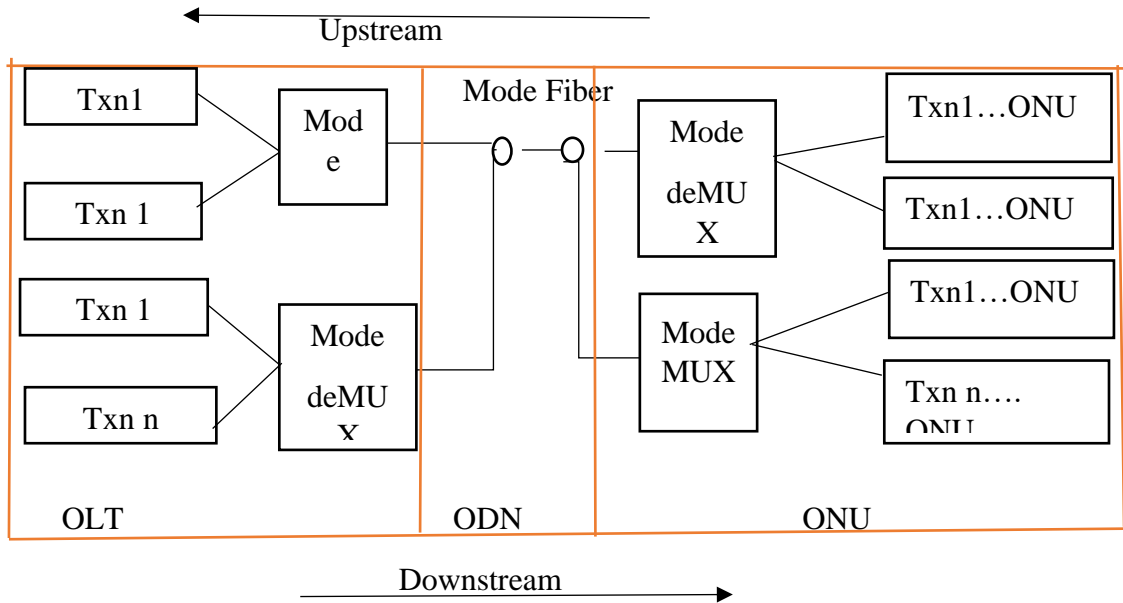 Upstream
Txn1
Mod
e
Txn 1
Txn 1
Txn n
Mode
deMU
X
Mode Fiber
Mode
deMU
X
Mode
MUX
Txn1…ONU
Txn1…ONU
Txn1…ONU
Txn n….
ONU
OLT
ODN
ONU
Downstream